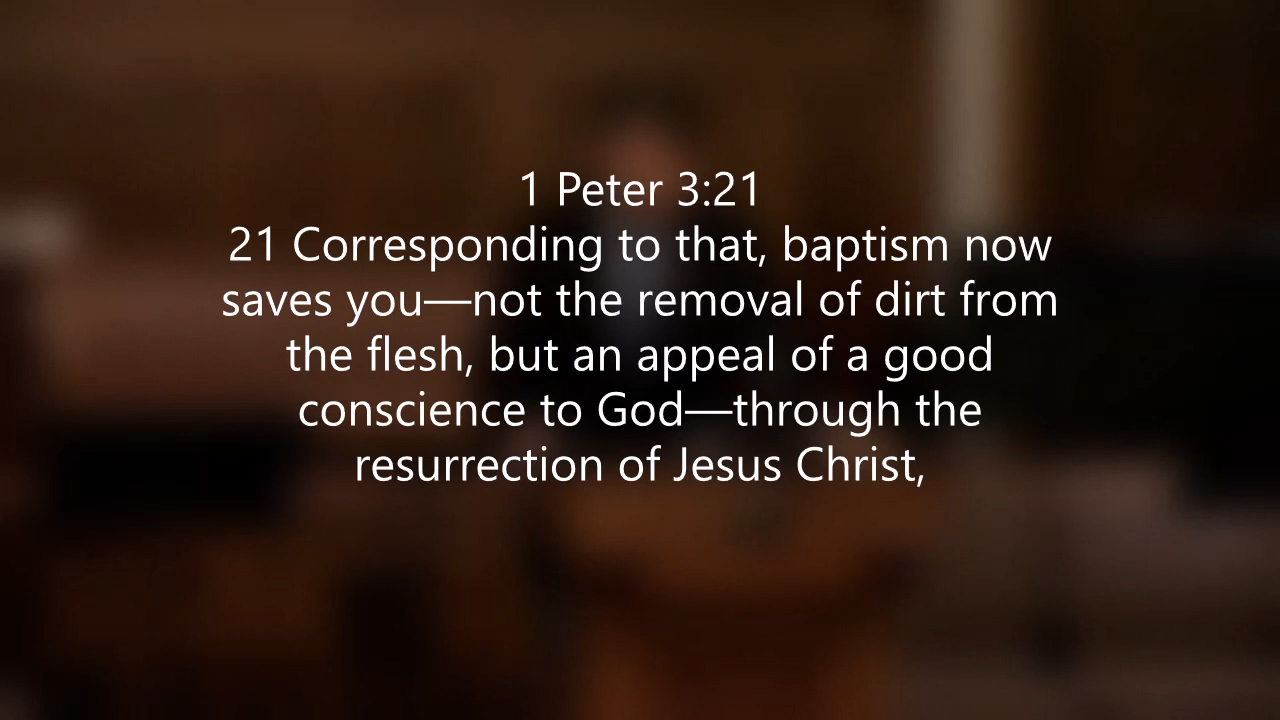 1 Peter 3:21
21 Corresponding to that, baptism now
saves you—not the removal of dirt from
the flesh, but an appeal of a good
conscience to God—through the
resurrection of Jesus Christ,